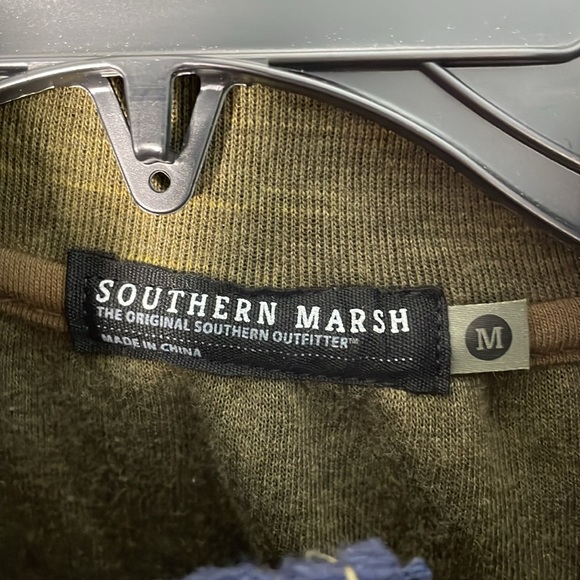 SOUTHERN MARSH
THE ORIGINAL SOUTHERN OUTFITTER™
MADE IN CHINA
M